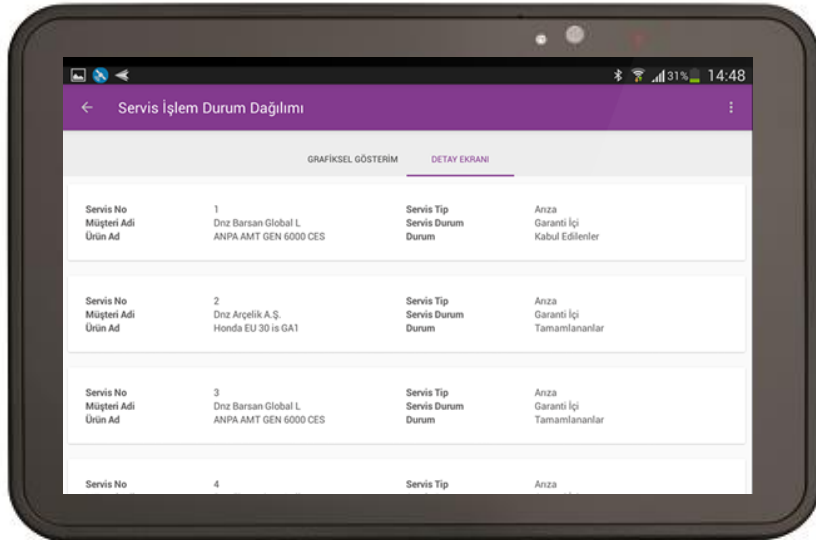 31% 14:48
Servis İşlem Durum Dağılımı
GRAFİKSEL GÖSTERİM DETAY EKRANI
Servis No 1 Servis Tip Arıza
Müşteri Adi Dnz Barsan Global L Servis Durum Garanti İçi
Ürün Ad ANPA AMT GEN 6000 CES Durum Kabul Edilenler
Servis No 2 Servis Tip Arıza
Müşteri Adi Dnz Arçelik A.Ş. Servis Durum Garanti İçi
Ürün Ad Honda EU 30 is GA1 Durum Tamamlananlar
Servis No 3 Servis Tip Arıza
Müşteri Adi Dnz Barsan Global L Servis Durum Garanti İçi
Ürün Ad ANPA AMT GEN 6000 CES Durum Tamamlananlar
Servis No 4 Servis Tip Arıza